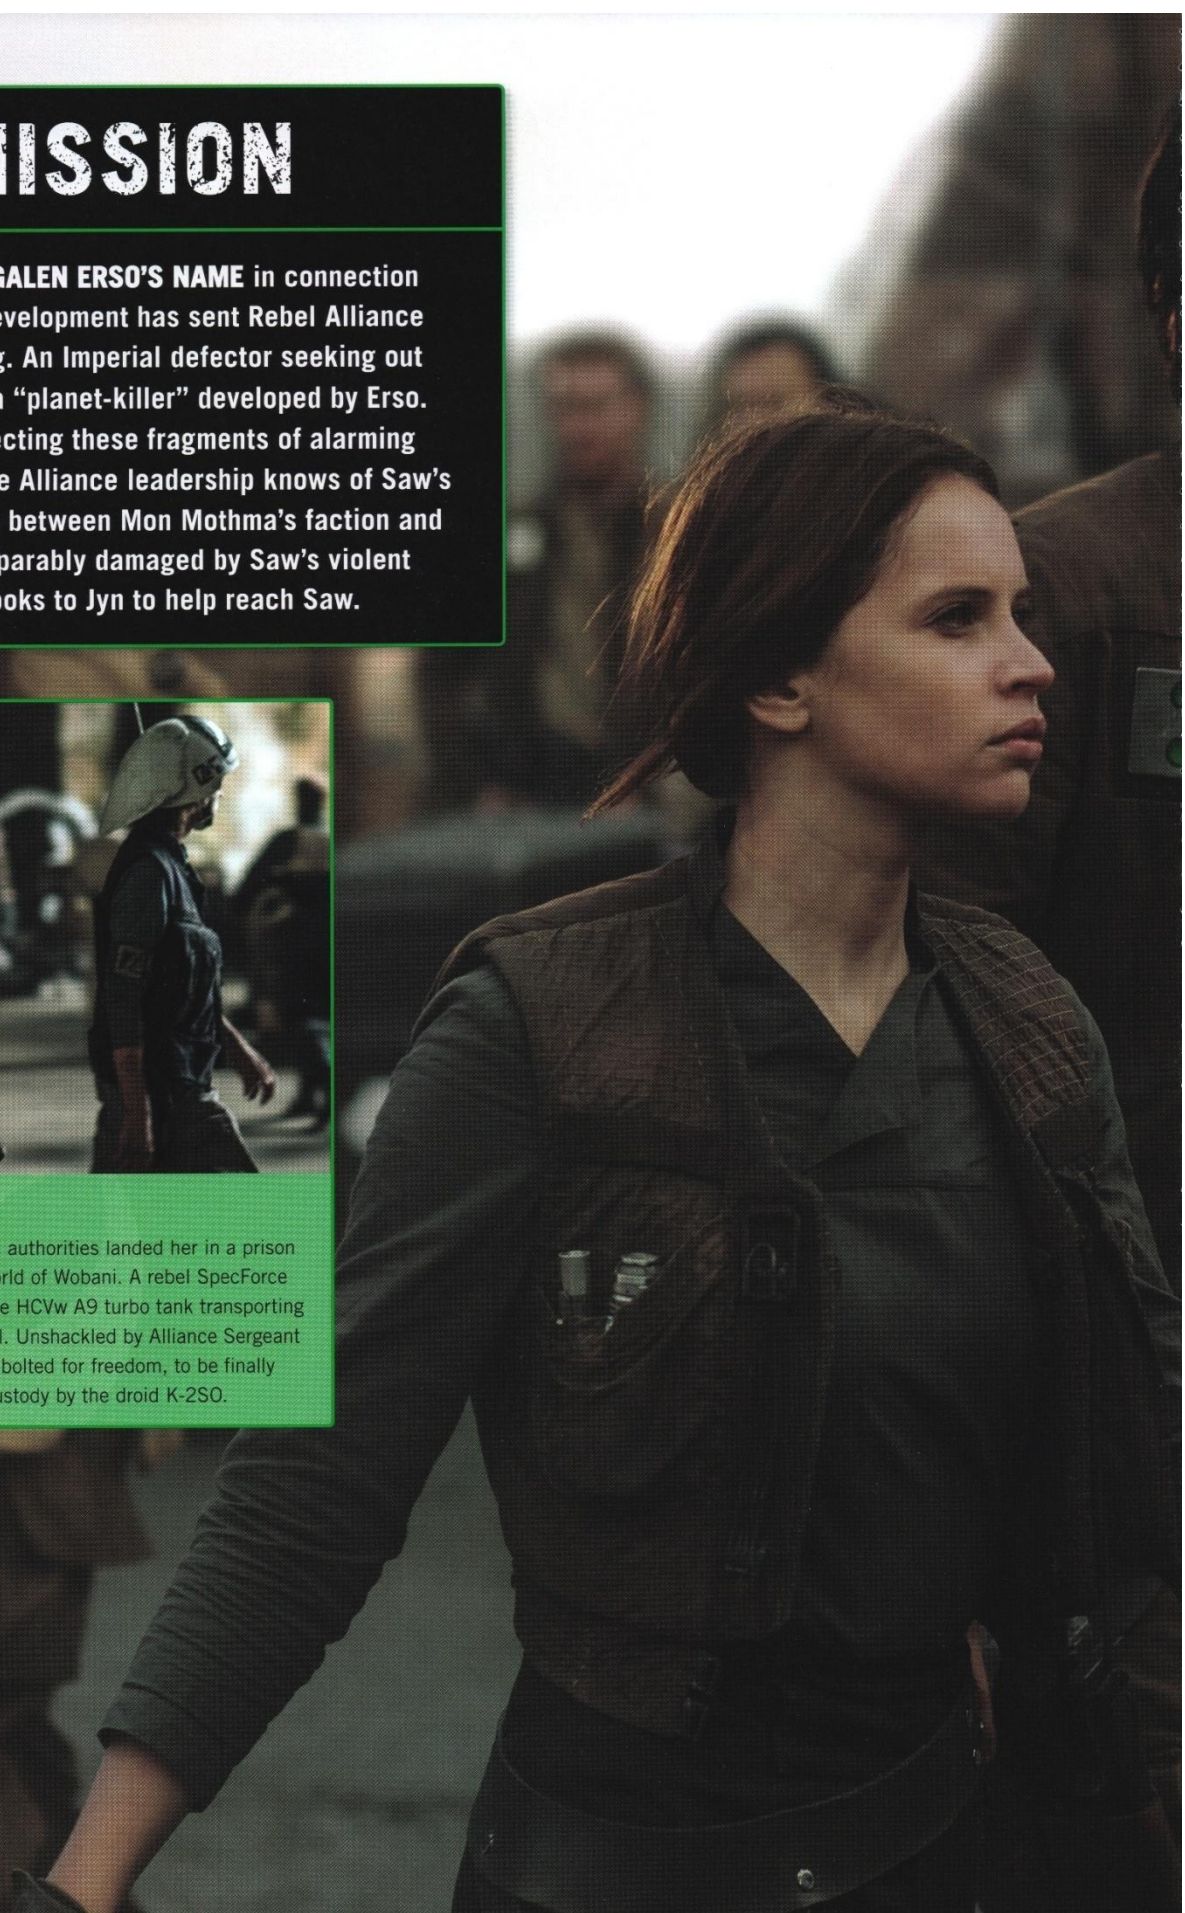 MISSION
GALEN ERSO'S NAME in connection
evelopment has sent Rebel Alliance
g. An Imperial defector seeking out
“planet-killer” developed by Erso.
ecting these fragments of alarming
e Alliance leadership knows of Saw's
between Mon Mothma's faction and
parably damaged by Saw's violent
ooks to Jyn to help reach Saw.
authorities landed her in a prison
rld of Wobani. A rebel SpecForce
e HCVw A9 turbo tank transporting
. Unshackled by Alliance Sergeant
bolted for freedom, to be finally
ustody by the droid K-2SO.